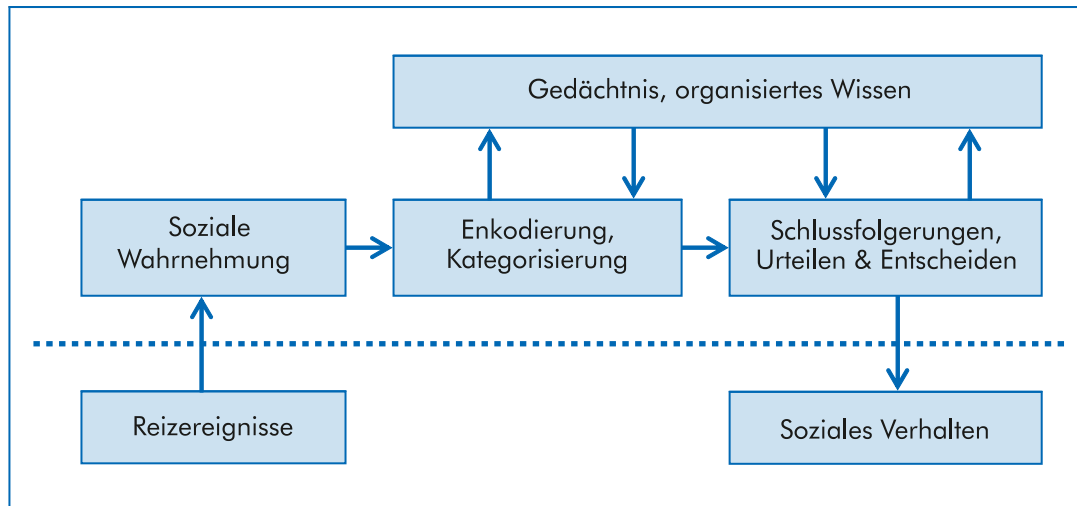 Gedächtnis, organisiertes Wissen
Soziale
Wahrnehmung
Enkodierung,
Kategorisierung
Schlussfolgerungen,
Urteilen & Entscheiden
Reizereignisse
Soziales Verhalten